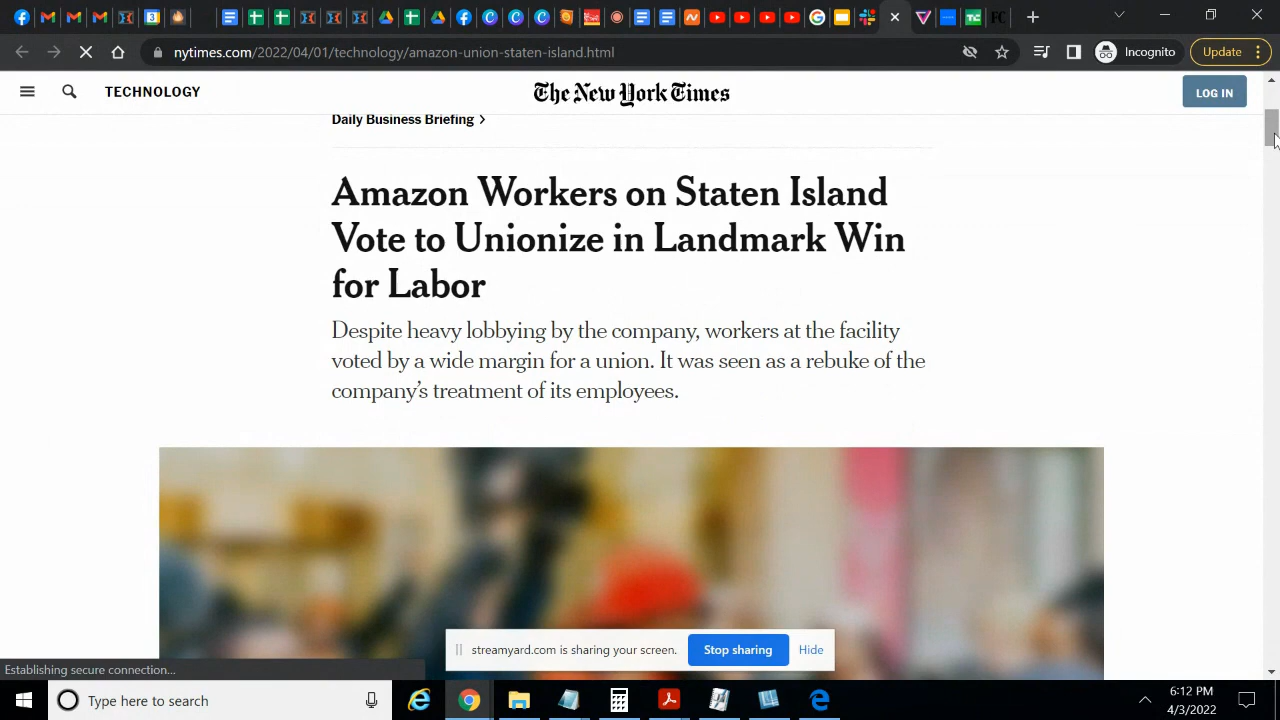 nytimes.com/2022/04/01/technology/amazon-union-staten-island.html
Incognito
Update
TECHNOLOGY
The New York Times
LOG IN
Daily Business Briefing
Amazon Workers on Staten Island
Vote to Unionize in Landmark Win
for Labor
Despite heavy lobbying by the company, workers at the facility
voted by a wide margin for a union. It was seen as a rebuke of the
company's treatment of its employees.
streamyard.com is sharing your screen.
Stop sharing
Hide
Establishing secure connection...
Type here to search
6:12 PM
4/3/2022